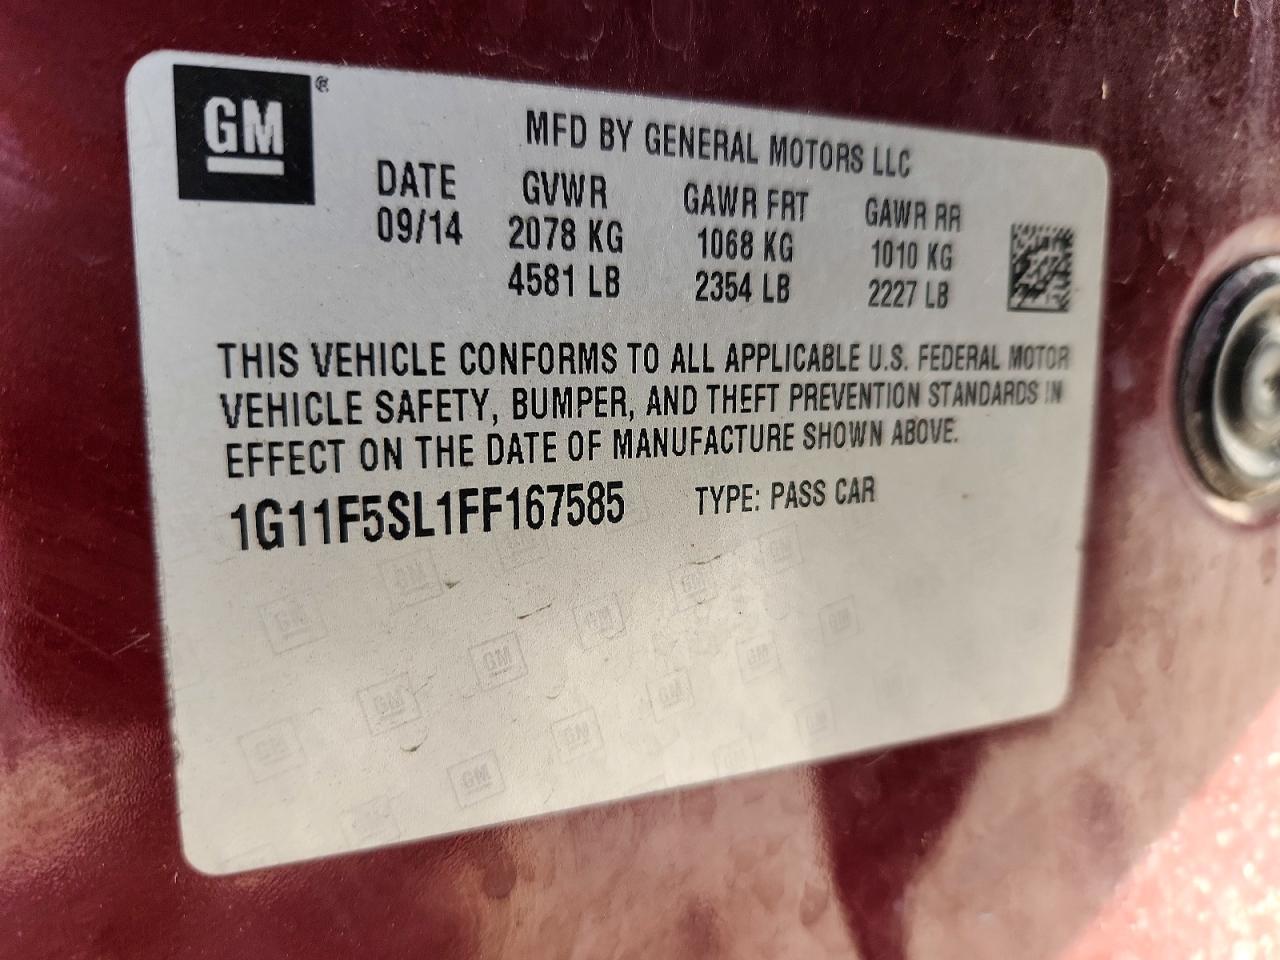 GM®
MFD BY GENERAL MOTORS LLC
DATE GVWR GAWR FRT GAWR RR
09/14 2078 KG 1068 KG 1010 KG
4581 LB 2354 LB 2227 LB
THIS VEHICLE CONFORMS TO ALL APPLICABLE U.S. FEDERAL MOTOR
VEHICLE SAFETY, BUMPER, AND THEFT PREVENTION STANDARDS IN
EFFECT ON THE DATE OF MANUFACTURE SHOWN ABOVE.
1G11F5SL1FF167585 TYPE: PASS CAR